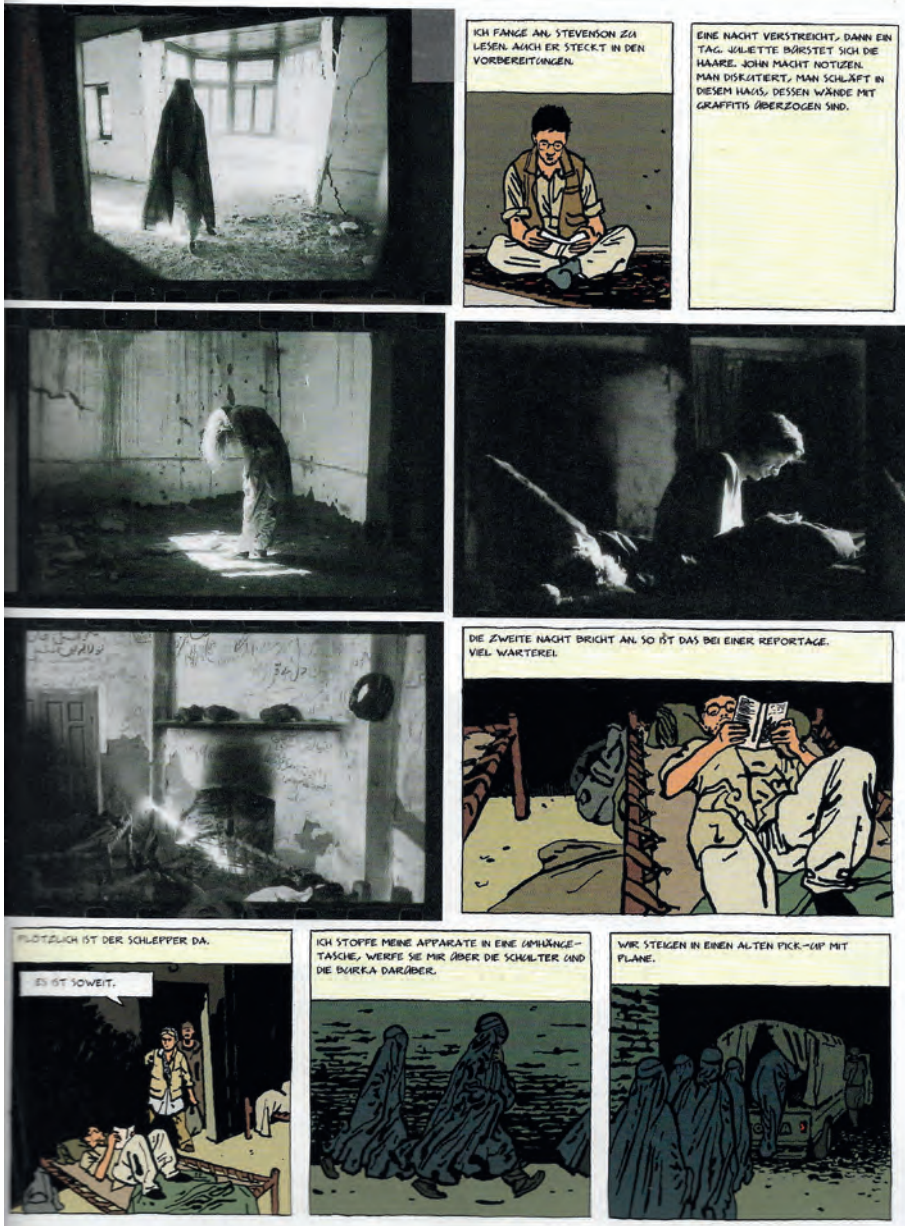 ICH FANGE AN, STEVENSON ZU
LESEN. AUCH ER STECKT IN DEN
VORBEREITUNGEN.
EINE NACHT VERSTREICHT, DANN EIN
TAG. JULIETTE BÜRSTET SICH DIE
HAARE. JOHN MACHT NOTIZEN.
MAN DISKUTIERT, MAN SCHLÄFT IN
DIESEM HAUS, DESSEN WÄNDE MIT
GRAFFITIS ÜBERZOGEN SIND.
DIE ZWEITE NACHT BRICHT AN. SO IST DAS BEI EINER REPORTAGE.
VIEL WARTEREI.
PLÖTZLICH IST DER SCHLEPPER DA.
ES IST SOWEIT.
ICH STOPFE MEINE APPARATE IN EINE UMHÄNGE-
TASCHE, WERFE SIE MIR ÜBER DIE SCHULTER UND
DIE BURKA DARÜBER.
WIR STEIGEN IN EINEN ALTEN PICK-UP MIT
PLANE.